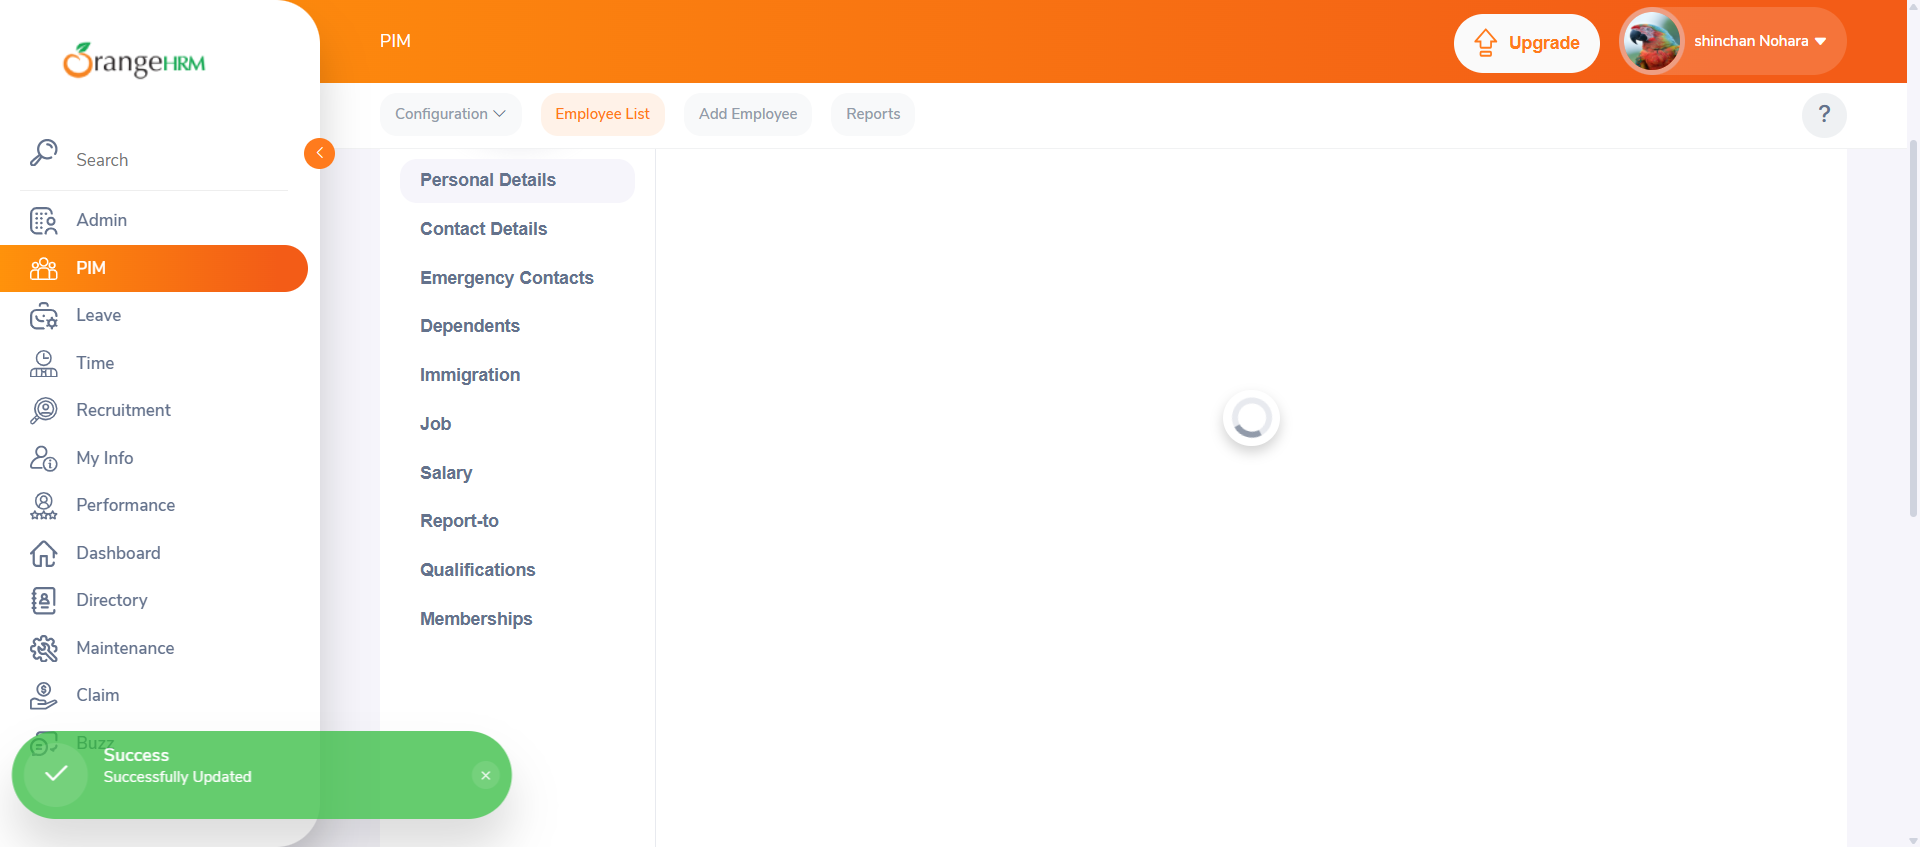 OrangeHRM
PIM
Upgrade
shinchan Nohara
Configuration
Employee List
Add Employee
Reports
?
Search
Admin
PIM
Leave
Time
Recruitment
My Info
Performance
Dashboard
Directory
Maintenance
Claim
Buzz
Personal Details
Contact Details
Emergency Contacts
Dependents
Immigration
Job
Salary
Report-to
Qualifications
Memberships
Success
Successfully Updated